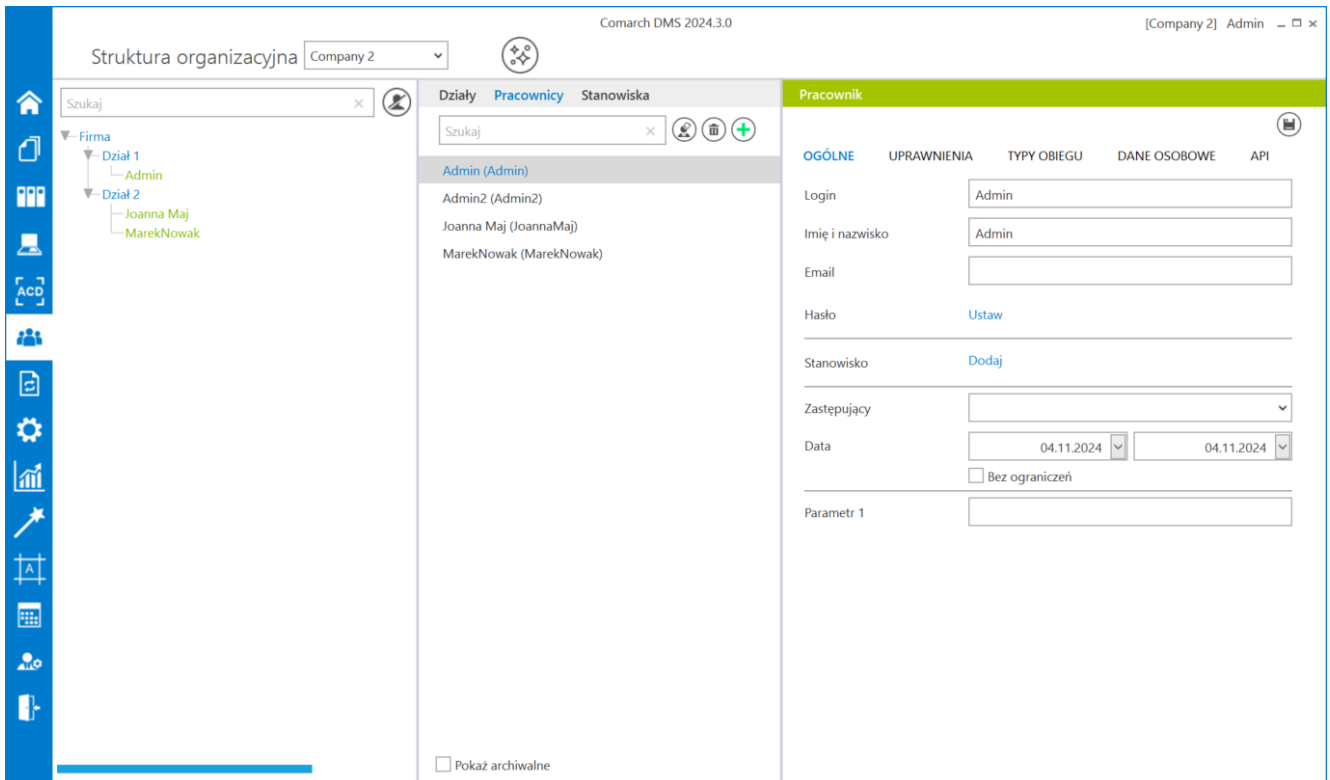 Comarch DMS 2024.3.0
[Company 2] Admin
Struktura organizacyjna Company 2
Szukaj
Firma
Dział 1
Admin
Dział 2
Joanna Maj
MarekNowak
ACD
A
Działy Pracownicy Stanowiska
Szukaj
Admin (Admin)
Admin2 (Admin2)
Joanna Maj (JoannaMaj)
MarekNowak (MarekNowak)
Pokaż archiwalne
Pracownik
OGÓLNE UPRAWNIENIA TYPY OBIEGU DANE OSOBOWE API
Login Admin
Imię i nazwisko Admin
Email
Hasło Ustaw
Stanowisko Dodaj
Zastępujący
Data 04.11.2024 04.11.2024
Bez ograniczeń
Parametr 1